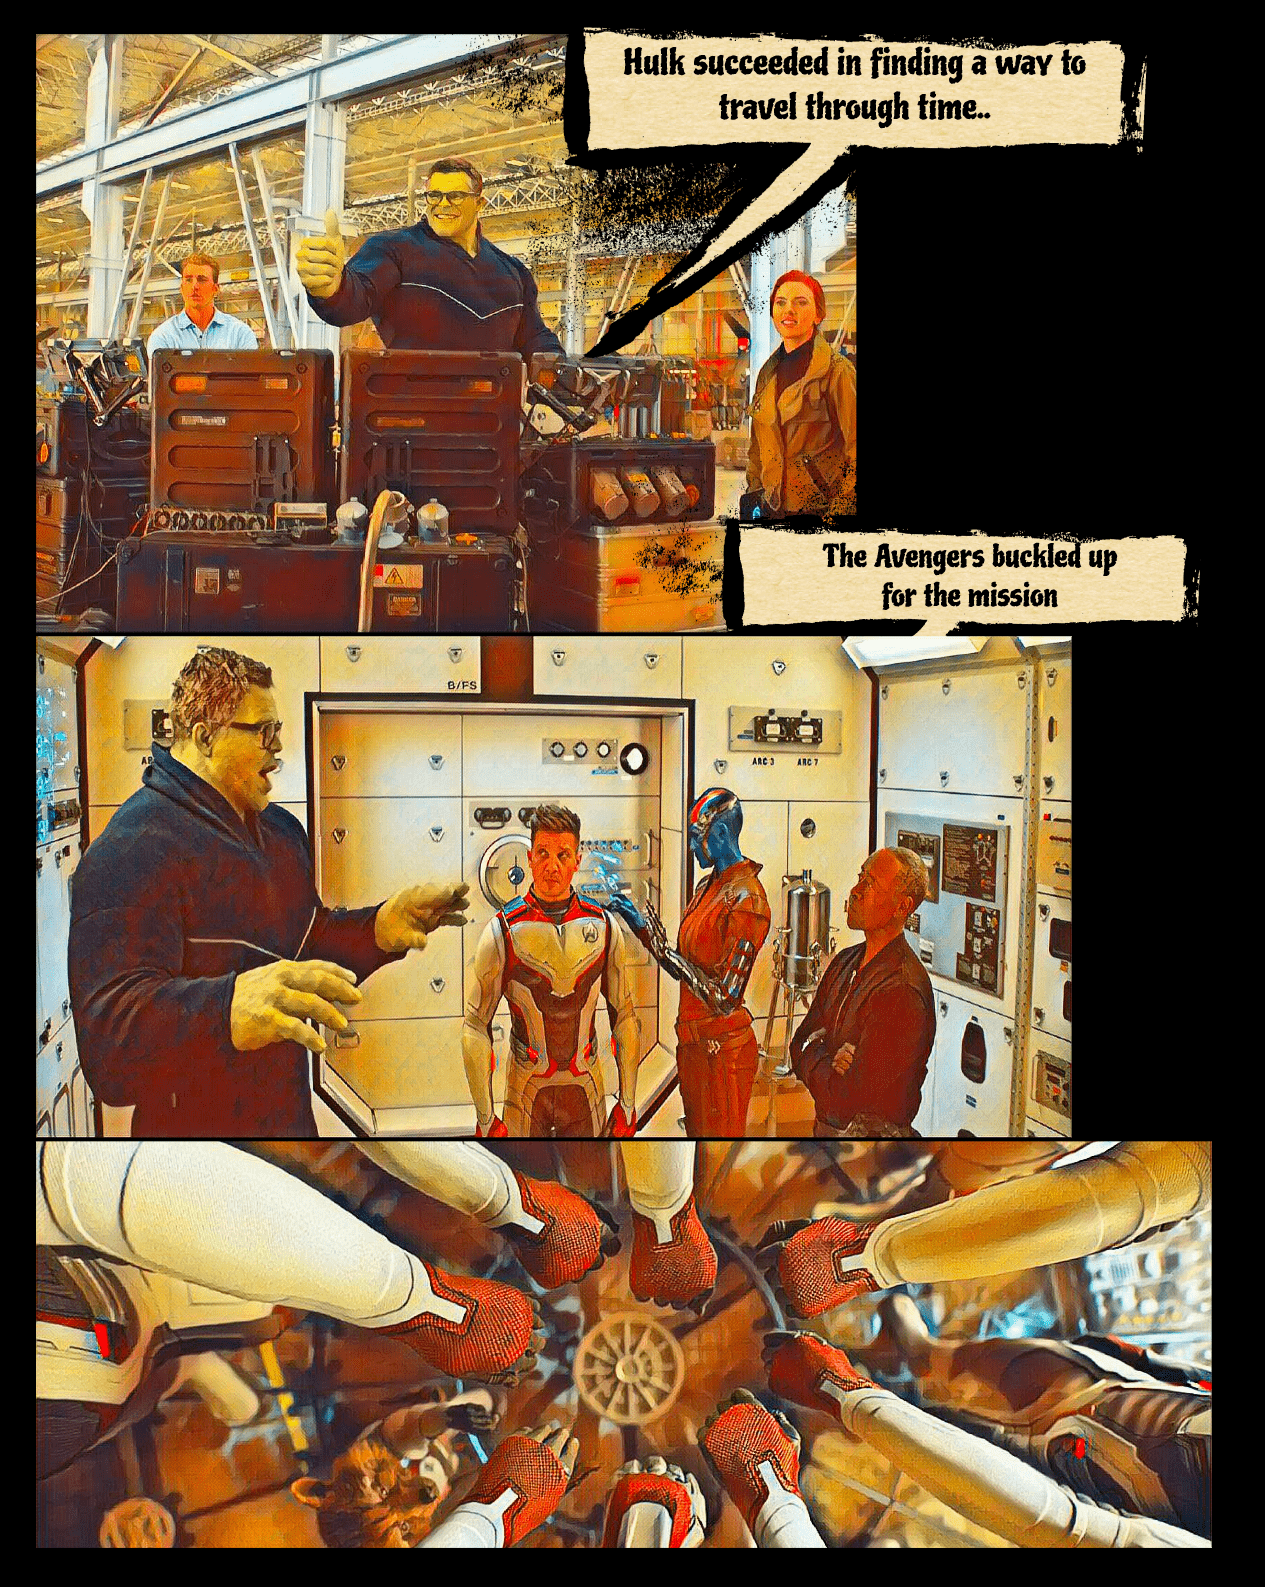 Hulk succeeded in finding a way to
travel through time..
The Avengers buckled up
for the mission
B/FS
ARC 3 ARC 7